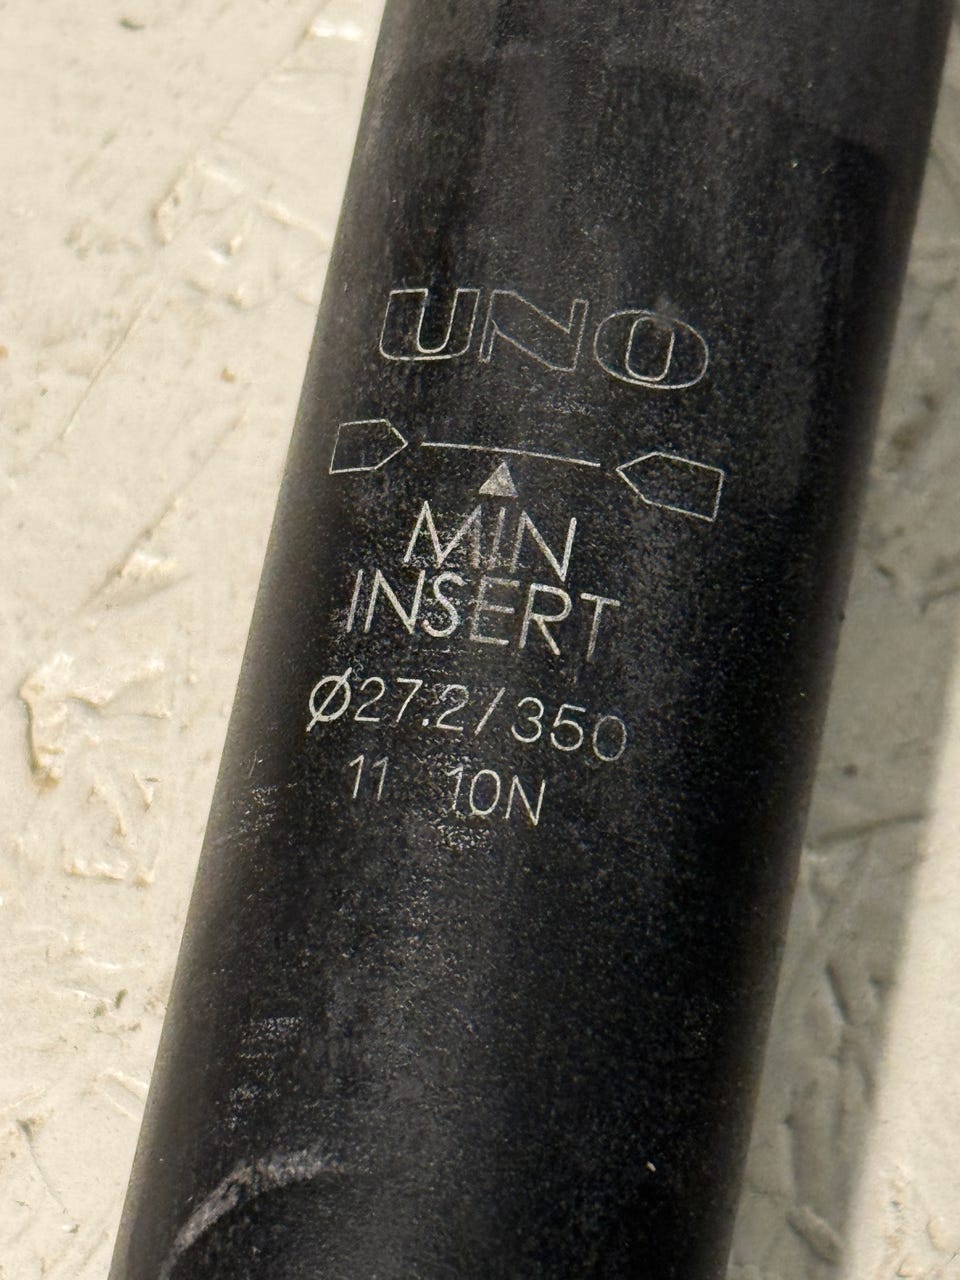 UNO
MIN
INSERT
Ø27.2/350
11 10N